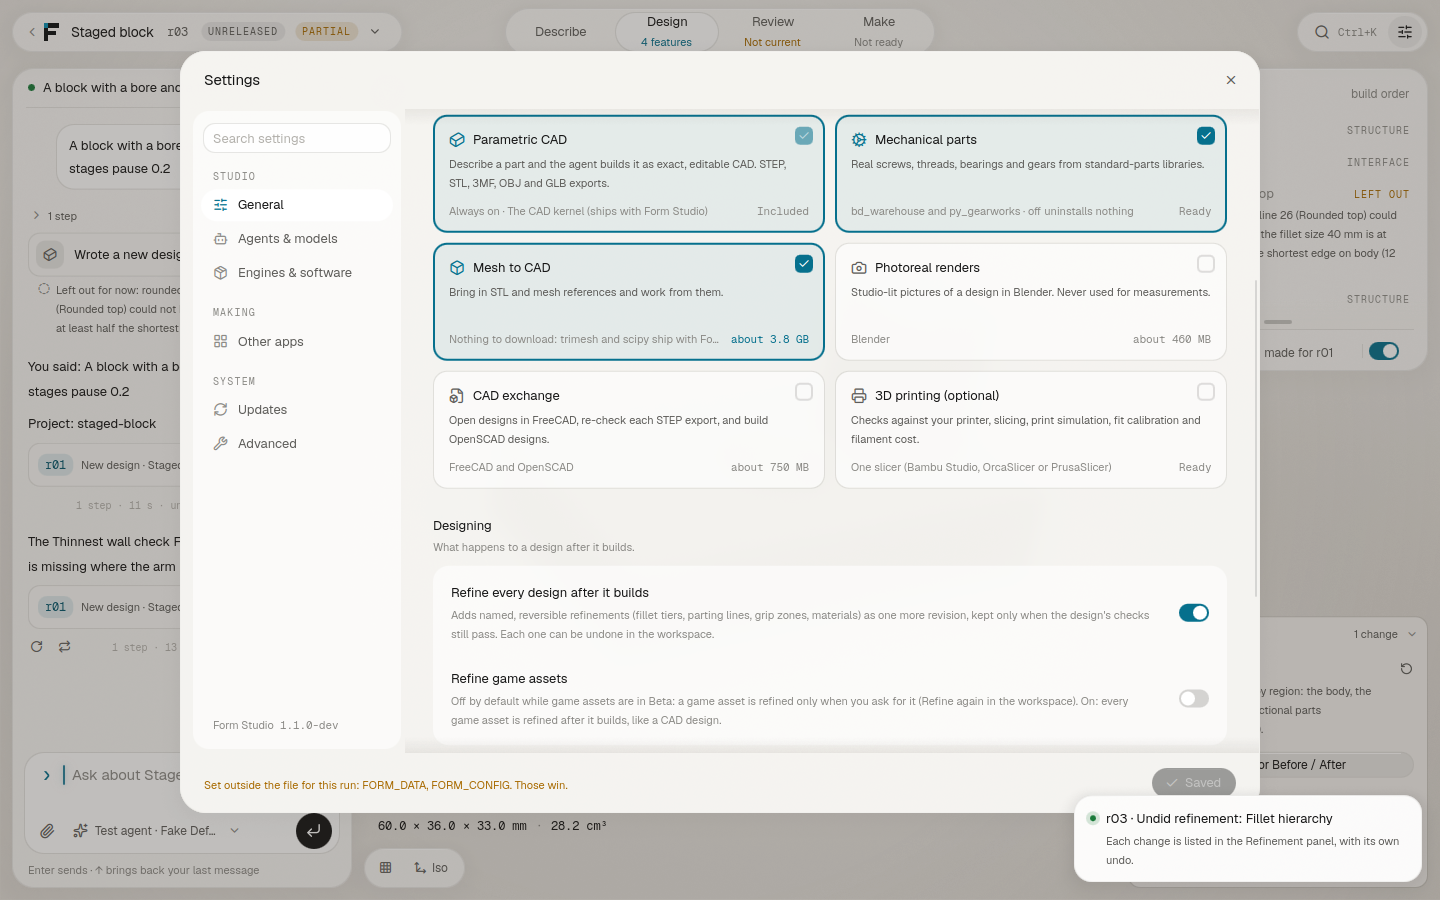 Staged block r03 UNRELEASED PARTIAL
Describe
Design
4 features
Review
Not current
Make
Not ready
Ctrl+K
A block with a bore and
A block with a bore
stages pause 0.2
1 step
Wrote a new desig
Left out for now: rounded
(Rounded top) could not
at least half the shortest
You said: A block with a b
stages pause 0.2
Project: staged-block
r01 New design · Staged
1 step · 11 s · un
The Thinnest wall check F
is missing where the arm
r01 New design · Staged
1 step · 13
Ask about Stage
Test agent · Fake Def...
Enter sends · ↑ brings back your last message
Settings
Search settings
STUDIO
General
Agents & models
Engines & software
MAKING
Other apps
SYSTEM
Updates
Advanced
Form Studio 1.1.0-dev
Parametric CAD
Describe a part and the agent builds it as exact, editable CAD. STEP,
STL, 3MF, OBJ and GLB exports.
Always on · The CAD kernel (ships with Form Studio) Included
Mechanical parts
Real screws, threads, bearings and gears from standard-parts libraries.
bd_warehouse and py_gearworks · off uninstalls nothing Ready
Mesh to CAD
Bring in STL and mesh references and work from them.
Nothing to download: trimesh and scipy ship with Fo... about 3.8 GB
Photoreal renders
Studio-lit pictures of a design in Blender. Never used for measurements.
Blender about 460 MB
CAD exchange
Open designs in FreeCAD, re-check each STEP export, and build
OpenSCAD designs.
FreeCAD and OpenSCAD about 750 MB
3D printing (optional)
Checks against your printer, slicing, print simulation, fit calibration and
filament cost.
One slicer (Bambu Studio, OrcaSlicer or PrusaSlicer) Ready
Designing
What happens to a design after it builds.
Refine every design after it builds
Adds named, reversible refinements (fillet tiers, parting lines, grip zones, materials) as one more revision, kept only when the design's checks
still pass. Each one can be undone in the workspace.
Refine game assets
Off by default while game assets are in Beta: a game asset is refined only when you ask for it (Refine again in the workspace). On: every
game asset is refined after it builds, like a CAD design.
Set outside the file for this run: FORM_DATA, FORM_CONFIG. Those win.
Saved
build order
STRUCTURE
INTERFACE
op LEFT OUT
line 26 (Rounded top) could
the fillet size 40 mm is at
e shortest edge on body (12
STRUCTURE
made for r01
1 change
y region: the body, the
ctional parts
or Before / After
60.0 × 36.0 × 33.0 mm · 28.2 cm³
Iso
r03 · Undid refinement: Fillet hierarchy
Each change is listed in the Refinement panel, with its own
undo.